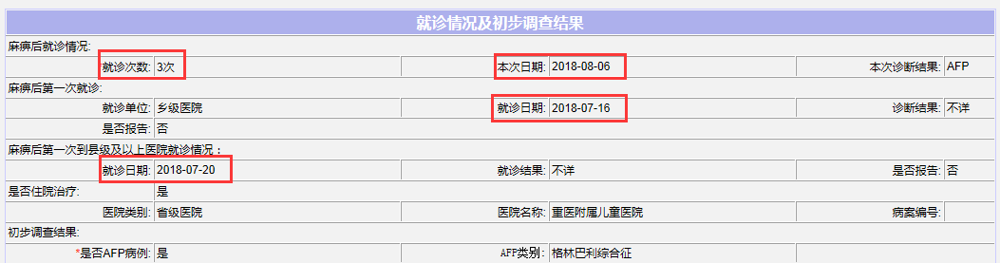 就诊情况及初步调查结果
麻痹后就诊情况:
就诊次数: 3次 本次日期: 2018-08-06 本次诊断结果: AFP
麻痹后第一次就诊:
就诊单位: 乡级医院 就诊日期: 2018-07-16 诊断结果: 不详
是否报告: 否
麻痹后第一次到县级及以上医院就诊情况：
就诊日期: 2018-07-20 就诊结果: 不详 是否报告: 否
是否住院治疗: 是
医院类别: 省级医院 医院名称: 重医附属儿童医院 病案编号:
初步调查结果:
*是否AFP病例: 是 AFP类别: 格林巴利综合征